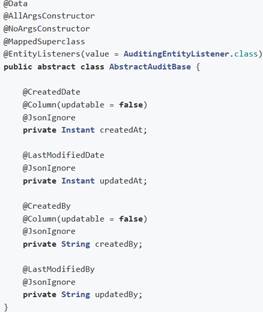 @Data
@AllArgsConstructor
@NoArgsConstructor
@MappedSuperclass
@EntityListeners(value = AuditingEntityListener.class)
public abstract class AbstractAuditBase {
@CreatedDate
@Column(updatable = false)
@JsonIgnore
private Instant createdAt;
@LastModifiedDate
@JsonIgnore
private Instant updatedAt;
@CreatedBy
@Column(updatable = false)
@JsonIgnore
private String createdBy;
@LastModifiedBy
@JsonIgnore
private String updatedBy;
}